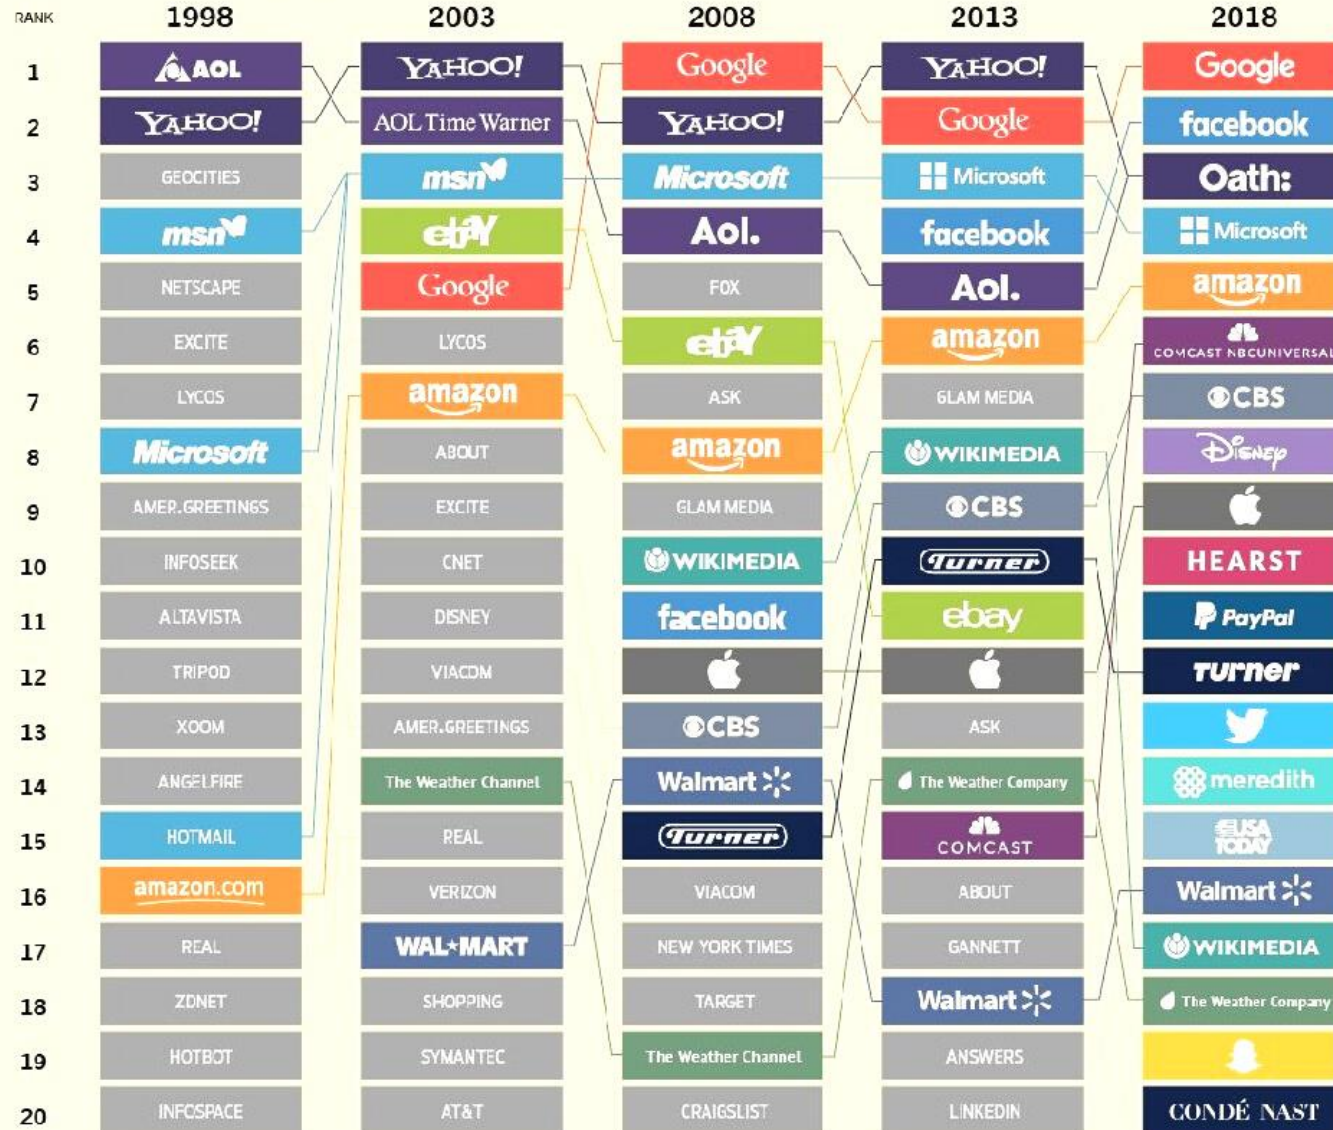 RANK 1998 2003 2008 2013 2018
1 AOL YAHOO! Google YAHOO! Google
2 YAHOO! AOL Time Warner YAHOO! Google facebook
3 GEOCITIES msn Microsoft Microsoft Oath:
4 msn ebay Aol. facebook Microsoft
5 NETSCAPE Google FOX Aol. amazon
6 EXCITE LYCOS ebay amazon COMCAST NBCUNIVERSAL
7 LYCOS amazon ASK GLAM MEDIA CBS
8 Microsoft ABOUT amazon WIKIMEDIA Disney
9 AMER.GREETINGS EXCITE GLAM MEDIA CBS
10 INFOSEEK CNET WIKIMEDIA Turner HEARST
11 ALTAVISTA DISNEY facebook ebay PayPal
12 TRIPOD VIACOM Turner
13 XOOM AMER.GREETINGS CBS ASK
14 ANGELFIRE The Weather Channel Walmart The Weather Company meredith
15 HOTMAIL REAL Turner COMCAST USA TODAY
16 amazon.com VERIZON VIACOM ABOUT Walmart
17 REAL WAL★MART NEW YORK TIMES GANNETT WIKIMEDIA
18 ZDNET SHOPPING TARGET Walmart The Weather Company
19 HOTBOT SYMANTEC The Weather Channel ANSWERS
20 INFOSPACE AT&T CRAIGSLIST LINKEDIN CONDÉ NAST